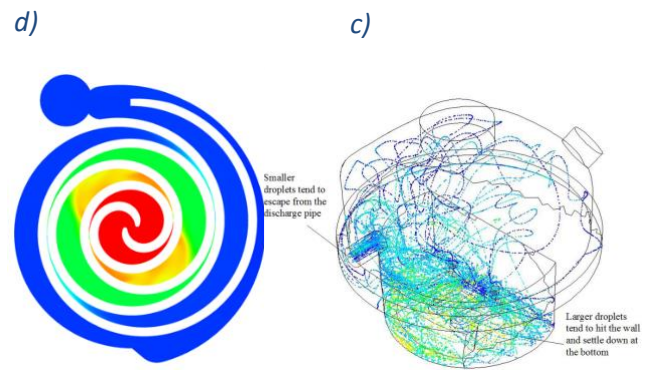 d)
c)
Smaller
droplets tend to
escape from the
discharge pipe
Larger droplets
tend to hit the wall
and settle down at
the bottom